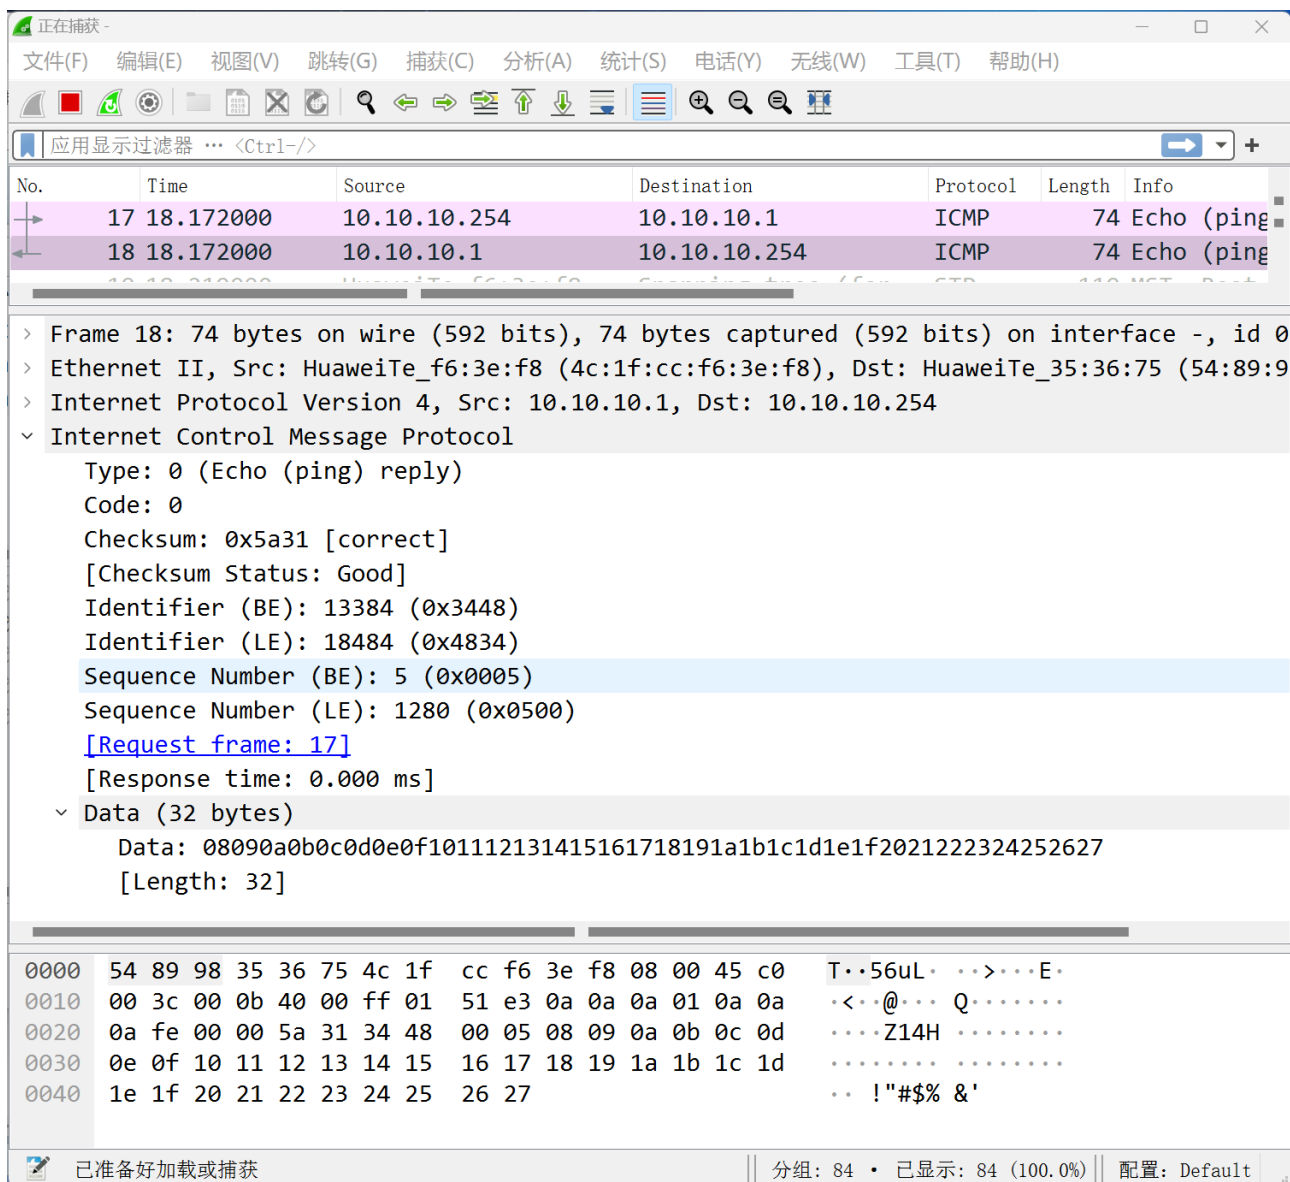 正在捕获 -
文件(F) 编辑(E) 视图(V) 跳转(G) 捕获(C) 分析(A) 统计(S) 电话(Y) 无线(W) 工具(T) 帮助(H)
应用显示过滤器 … <Ctrl-/>
No. Time Source Destination Protocol Length Info
17 18.172000 10.10.10.254 10.10.10.1 ICMP 74 Echo (ping
18 18.172000 10.10.10.1 10.10.10.254 ICMP 74 Echo (ping
Frame 18: 74 bytes on wire (592 bits), 74 bytes captured (592 bits) on interface -, id 0
Ethernet II, Src: HuaweiTe_f6:3e:f8 (4c:1f:cc:f6:3e:f8), Dst: HuaweiTe_35:36:75 (54:89:9
Internet Protocol Version 4, Src: 10.10.10.1, Dst: 10.10.10.254
Internet Control Message Protocol
Type: 0 (Echo (ping) reply)
Code: 0
Checksum: 0x5a31 [correct]
[Checksum Status: Good]
Identifier (BE): 13384 (0x3448)
Identifier (LE): 18484 (0x4834)
Sequence Number (BE): 5 (0x0005)
Sequence Number (LE): 1280 (0x0500)
[Request frame: 17]
[Response time: 0.000 ms]
Data (32 bytes)
Data: 08090a0b0c0d0e0f101112131415161718191a1b1c1d1e1f2021222324252627
[Length: 32]
0000 54 89 98 35 36 75 4c 1f cc f6 3e f8 08 00 45 c0 T··56uL· ··>···E·
0010 00 3c 00 0b 40 00 ff 01 51 e3 0a 0a 0a 01 0a 0a ·<··@··· Q·······
0020 0a fe 00 00 5a 31 34 48 00 05 08 09 0a 0b 0c 0d ····Z14H ········
0030 0e 0f 10 11 12 13 14 15 16 17 18 19 1a 1b 1c 1d ········ ········
0040 1e 1f 20 21 22 23 24 25 26 27 ·· !"#$% &'
已准备好加载或捕获 分组: 84 · 已显示: 84 (100.0%) 配置: Default